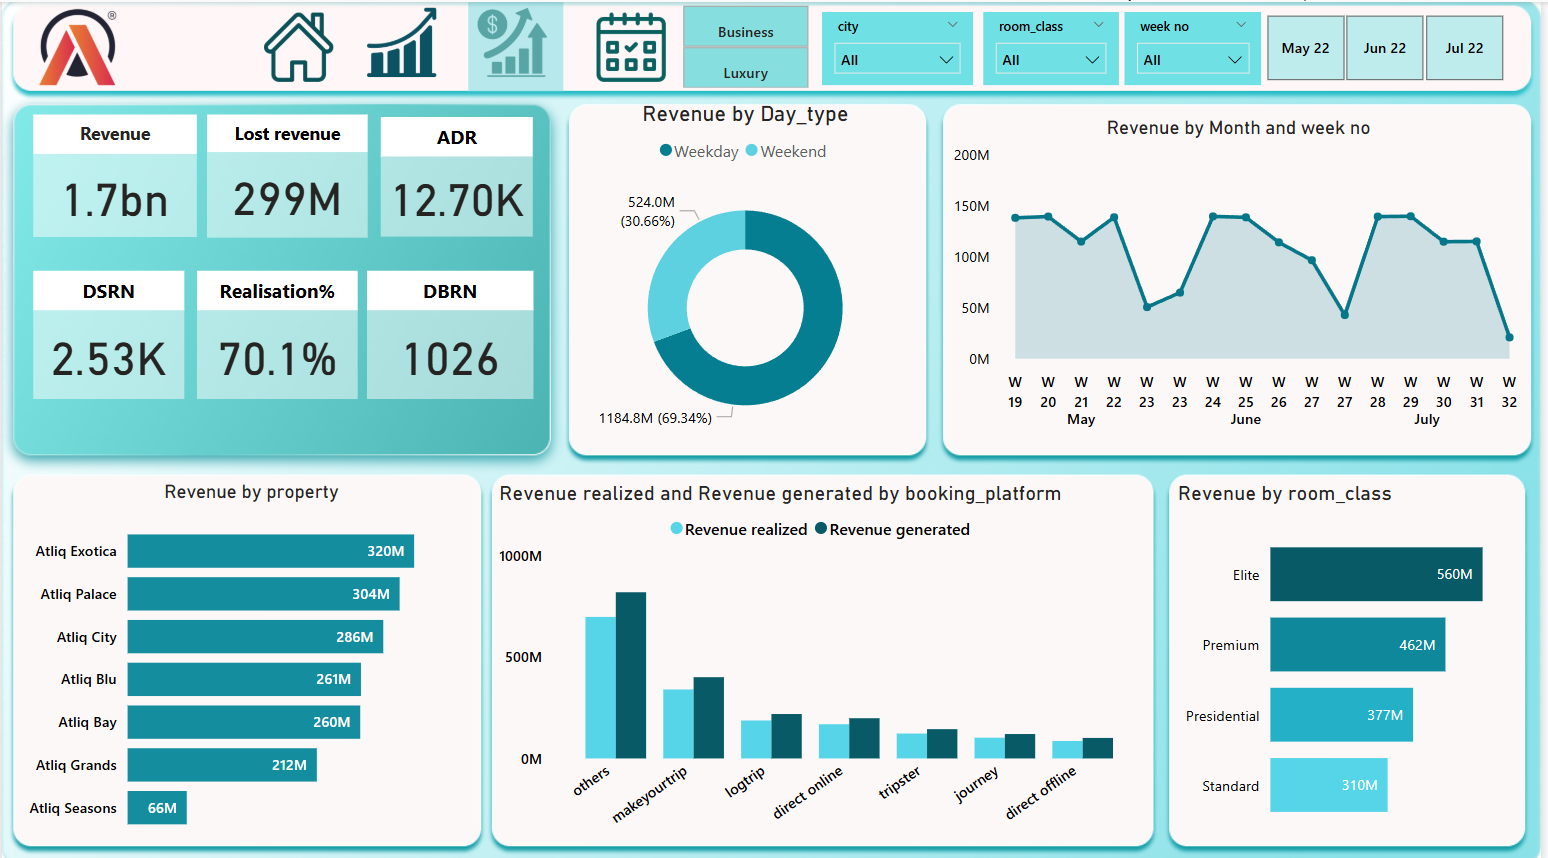 ®
$
Business
Luxury
city
All
room_class
All
week no
All
May 22
Jun 22
Jul 22
Revenue
1.7bn
Lost revenue
299M
ADR
12.70K
DSRN
2.53K
Realisation%
70.1%
DBRN
1026
Revenue by Day_type
Weekday Weekend
524.0M
(30.66%)
1184.8M (69.34%)
Revenue by Month and week no
200M
150M
100M
50M
0M
W W W W W W W W W W W W W W W W
19 20 21 22 23 23 24 25 26 27 27 28 29 30 31 32
May June July
Revenue by property
Atliq Exotica 320M
Atliq Palace 304M
Atliq City 286M
Atliq Blu 261M
Atliq Bay 260M
Atliq Grands 212M
Atliq Seasons 66M
Revenue realized and Revenue generated by booking_platform
Revenue realized Revenue generated
1000M
500M
0M
others
makeyourtrip
logtrip
direct online
tripster
journey
direct offline
Revenue by room_class
Elite 560M
Premium 462M
Presidential 377M
Standard 310M